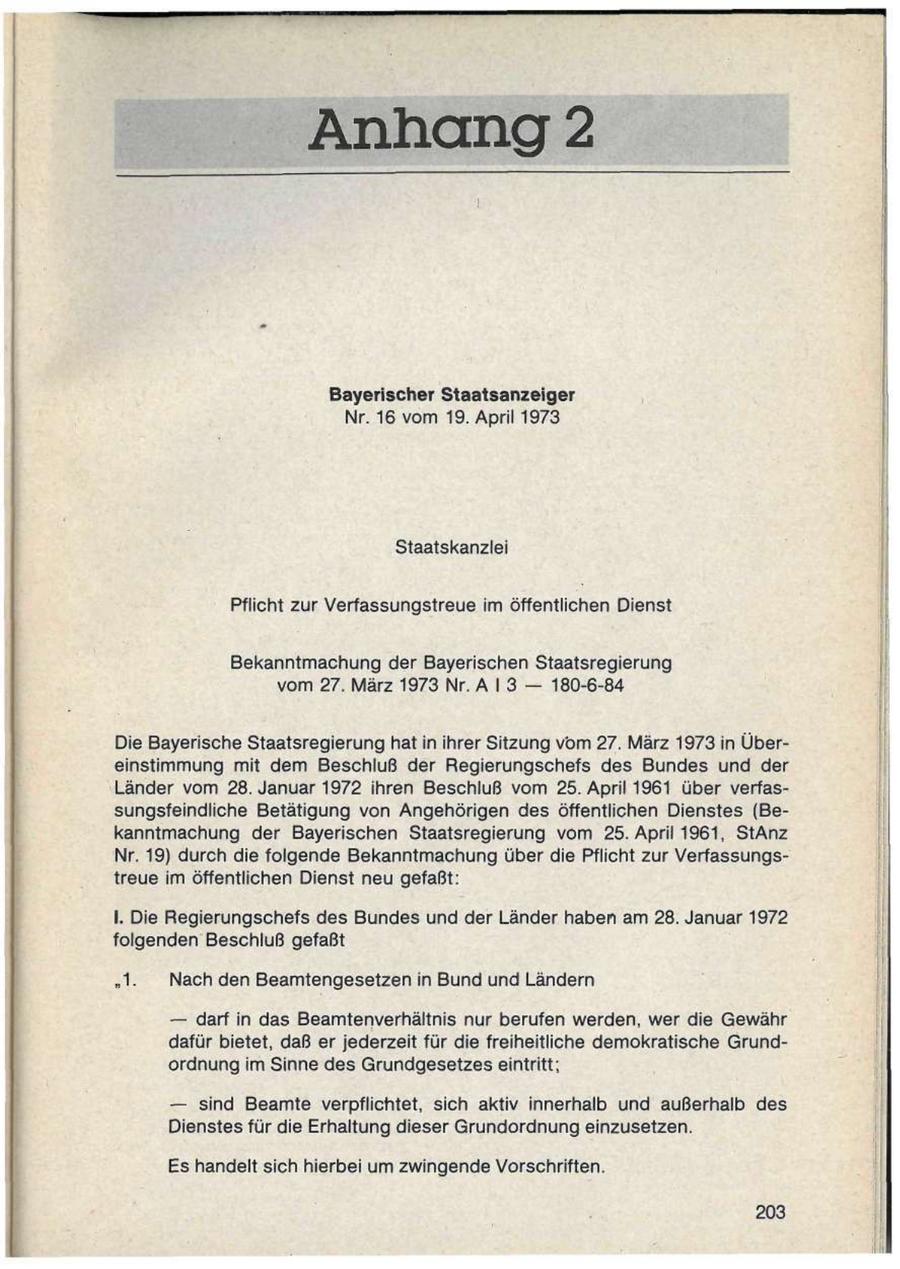 Anhang 2
Bayerischer Staatsanzeiger
Nr. 16 vom 19. April 1973
Staatskanzlei
Pflicht zur Verfassungstreue im öffentlichen Dienst
Bekanntmachung der Bayerischen Staatsregierung
vom 27. März 1973 Nr. A I 3 — 180-6-84
Die Bayerische Staatsregierung hat in ihrer Sitzung vom 27. März 1973 in Über-
einstimmung mit dem Beschluß der Regierungschefs des Bundes und der
Länder vom 28. Januar 1972 ihren Beschluß vom 25. April 1961 über verfas-
sungsfeindliche Betätigung von Angehörigen des öffentlichen Dienstes (Be-
kanntmachung der Bayerischen Staatsregierung vom 25. April 1961, StAnz
Nr. 19) durch die folgende Bekanntmachung über die Pflicht zur Verfassungs-
treue im öffentlichen Dienst neu gefaßt:
I. Die Regierungschefs des Bundes und der Länder haben am 28. Januar 1972
folgenden Beschluß gefaßt
„1. Nach den Beamtengesetzen in Bund und Ländern
— darf in das Beamtenverhältnis nur berufen werden, wer die Gewähr
dafür bietet, daß er jederzeit für die freiheitliche demokratische Grund-
ordnung im Sinne des Grundgesetzes eintritt;
— sind Beamte verpflichtet, sich aktiv innerhalb und außerhalb des
Dienstes für die Erhaltung dieser Grundordnung einzusetzen.
Es handelt sich hierbei um zwingende Vorschriften.
203